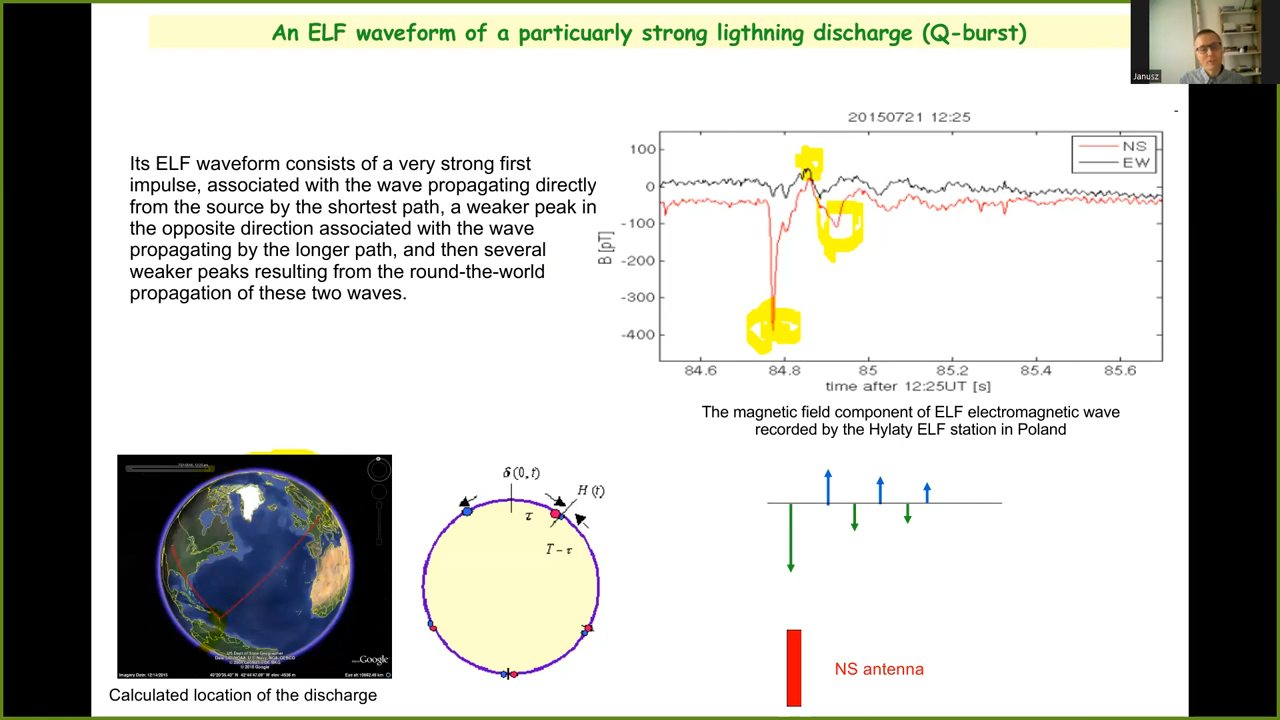 An ELF waveform of a particuarly strong ligthning discharge (Q-burst)
Janusz
Its ELF waveform consists of a very strong first
impulse, associated with the wave propagating directly
from the source by the shortest path, a weaker peak in
the opposite direction associated with the wave
propagating by the longer path, and then several
weaker peaks resulting from the round-the-world
propagation of these two waves.
20150721 12:25
NS
EW
100
0
-100
-200
-300
-400
B [pT]
84.6 84.8 85 85.2 85.4 85.6
time after 12:25UT [s]
The magnetic field component of ELF electromagnetic wave
recorded by the Hylaty ELF station in Poland
Google
Calculated location of the discharge
δ(0,t)
H(t)
τ
T-τ
NS antenna